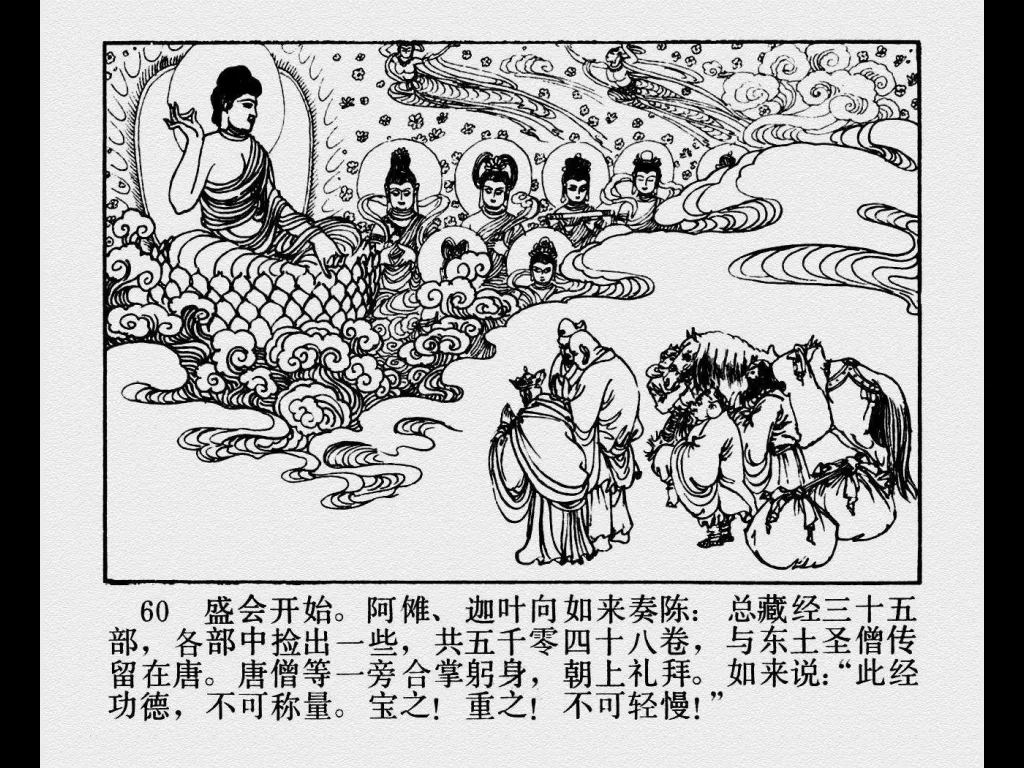 60 盛会开始。阿傩、迦叶向如来奏陈：总藏经三十五
部，各部中捡出一些，共五千零四十八卷，与东土圣僧传
留在唐。唐僧等一旁合掌躬身，朝上礼拜。如来说：“此经
功德，不可称量。宝之！重之！不可轻慢！”